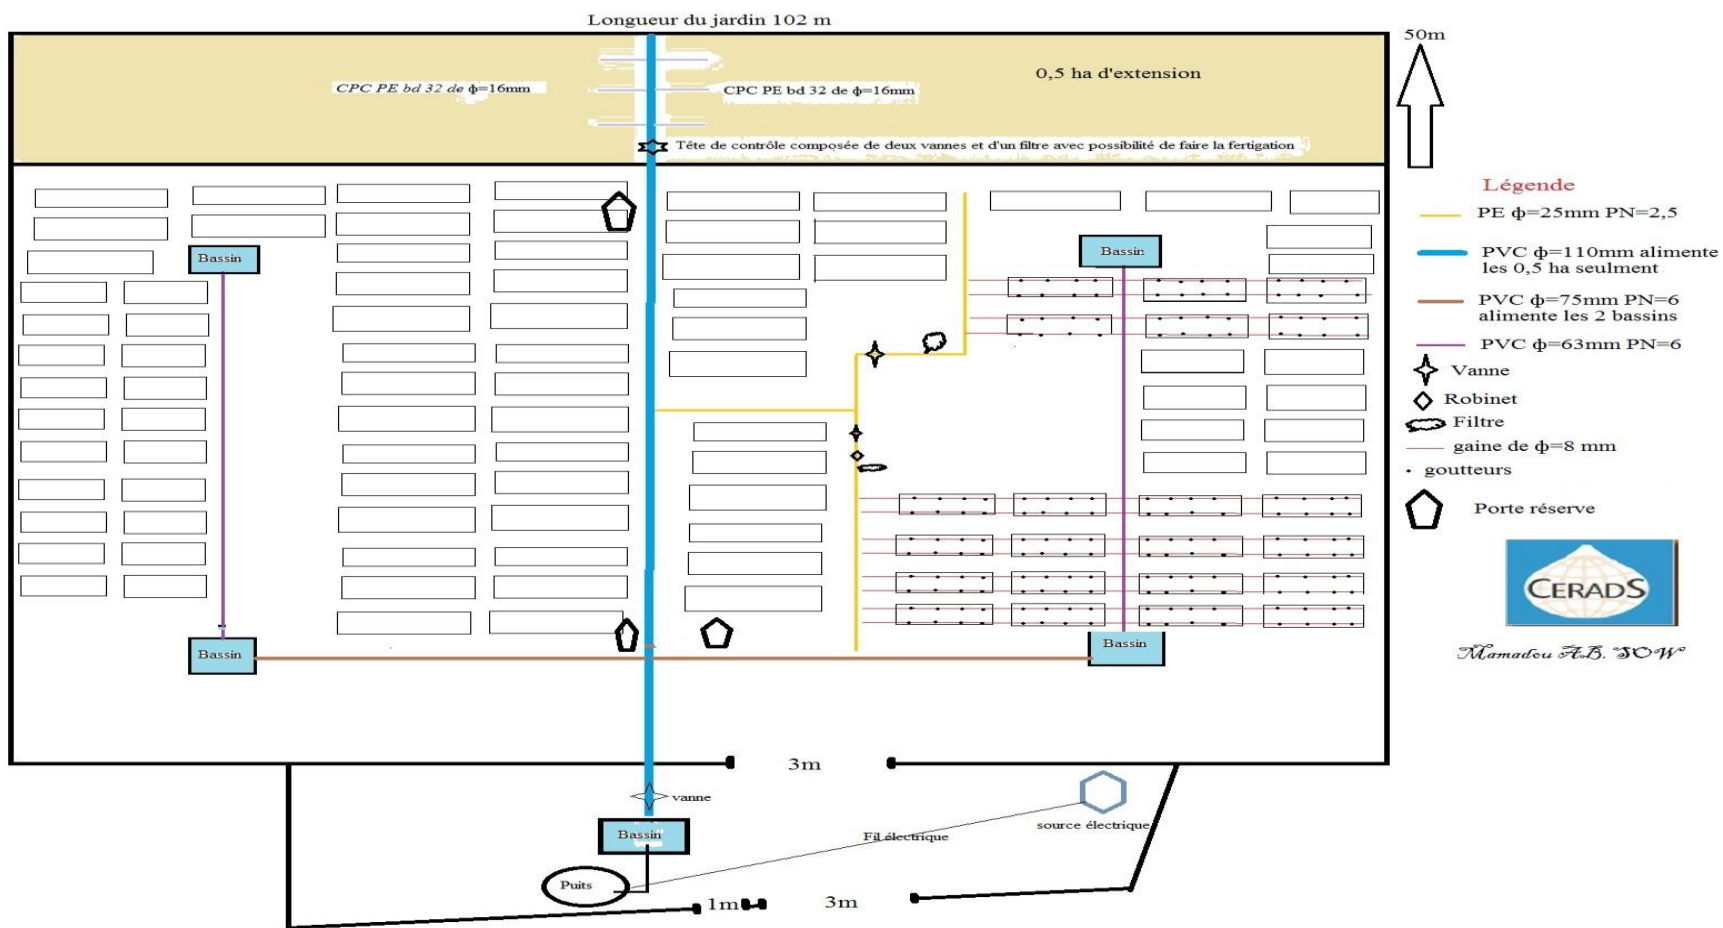 Longueur du jardin 102 m
50m
0,5 ha d'extension
CPC PE bd 32 de ф=16mm
CPC PE bd 32 de ф=16mm
Tête de contrôle composée de deux vannes et d'un filtre avec possibilité de faire la fertigation
Bassin
Bassin
Bassin
Bassin
3m
vanne
Bassin
source électrique
Fil électrique
Puits
1m
3m
Légende
PE ф=25mm PN=2,5
PVC ф=110mm alimente
les 0,5 ha seulment
PVC ф=75mm PN=6
alimente les 2 bassins
PVC ф=63mm PN=6
Vanne
Robinet
Filtre
gaine de ф=8 mm
goutteurs
Porte réserve
CERADS
Mamadou A.B. SOW